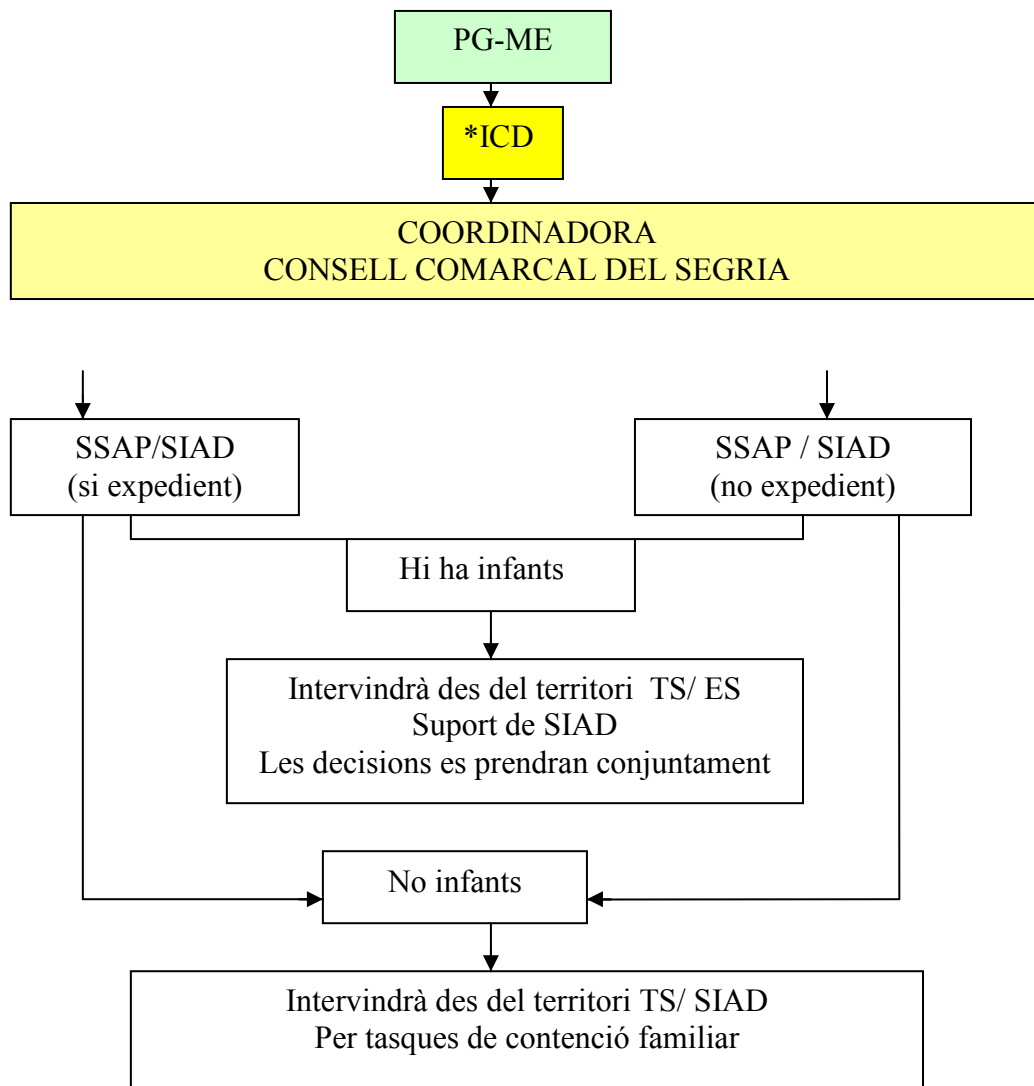 PG-ME
*ICD
COORDINADORA
CONSELL COMARCAL DEL SEGRIA
SSAP/SIAD
(si expedient)
SSAP / SIAD
(no expedient)
Hi ha infants
Intervindrà des del territori  TS/ ES
Suport de SIAD
Les decisions es prendran conjuntament
No infants
Intervindrà des del territori TS/ SIAD
Per tasques de contenció familiar